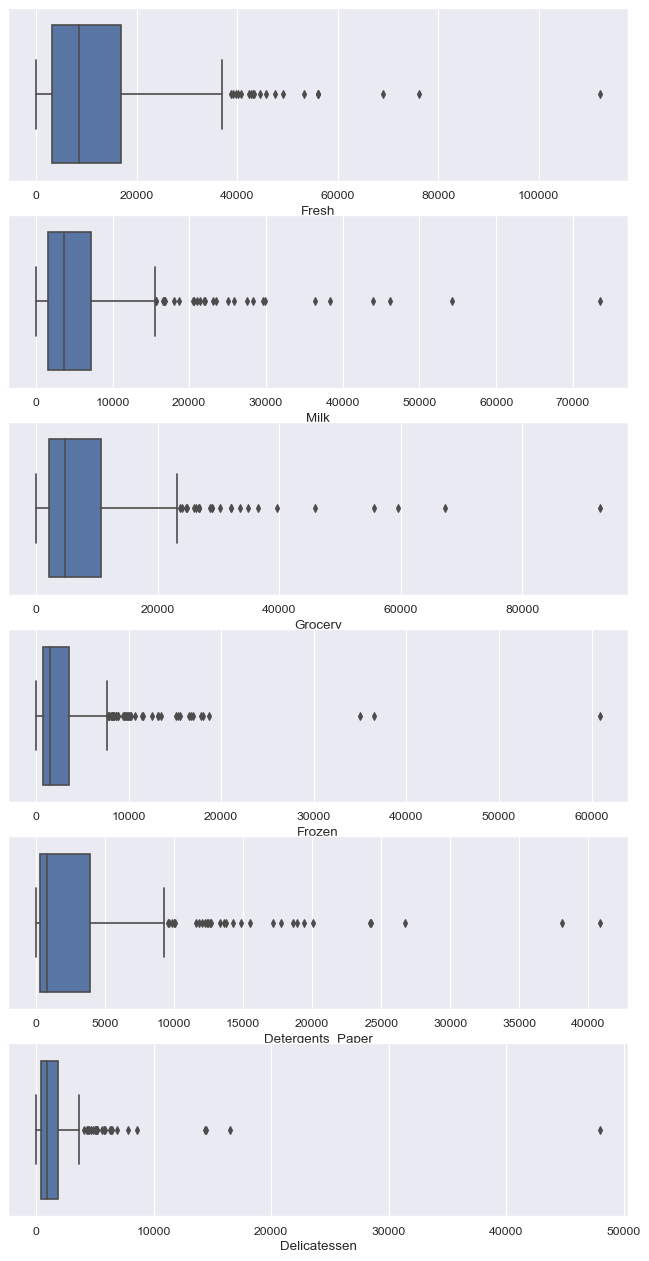 0 20000 40000 60000 80000 100000
Fresh
0 10000 20000 30000 40000 50000 60000 70000
Milk
0 20000 40000 60000 80000
Grocery
0 10000 20000 30000 40000 50000 60000
Frozen
0 5000 10000 15000 20000 25000 30000 35000 40000
Detergents_Paper
0 10000 20000 30000 40000 50000
Delicatessen